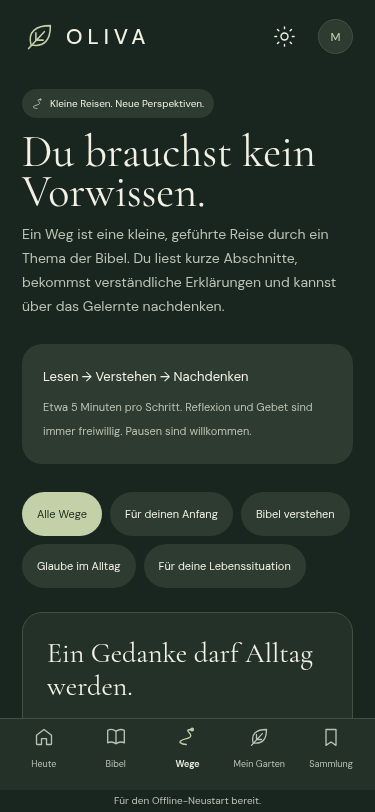 OLIVA
M
Kleine Reisen. Neue Perspektiven.
Du brauchst kein
Vorwissen.
Ein Weg ist eine kleine, geführte Reise durch ein
Thema der Bibel. Du liest kurze Abschnitte,
bekommst verständliche Erklärungen und kannst
über das Gelernte nachdenken.
Lesen → Verstehen → Nachdenken
Etwa 5 Minuten pro Schritt. Reflexion und Gebet sind
immer freiwillig. Pausen sind willkommen.
Alle Wege
Für deinen Anfang
Bibel verstehen
Glaube im Alltag
Für deine Lebenssituation
Ein Gedanke darf Alltag
werden.
Heute
Bibel
Wege
Mein Garten
Sammlung
Für den Offline-Neustart bereit.